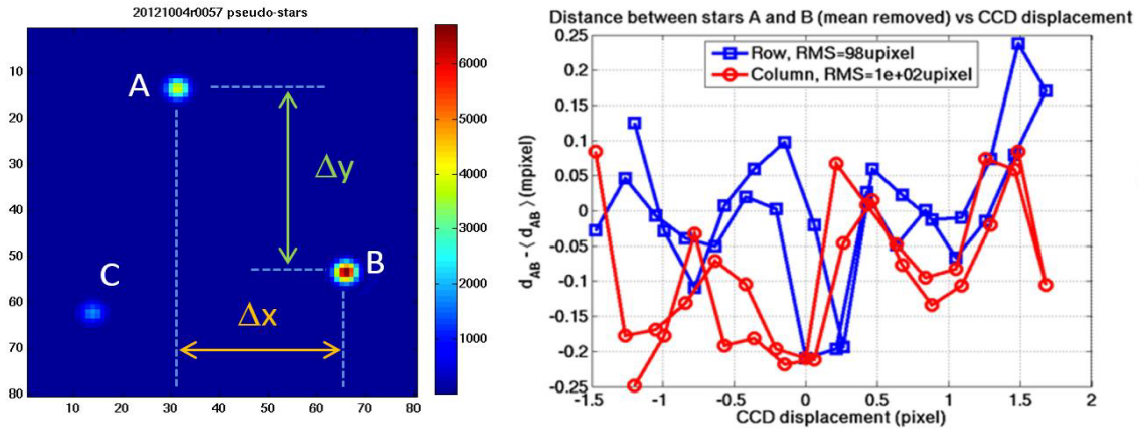 20121004r0057 pseudo-stars
A
B
C
Δy
Δx
10
20
30
40
50
60
70
80
10 20 30 40 50 60 70 80
6000
5000
4000
3000
2000
1000
Distance between stars A and B (mean removed) vs CCD displacement
Row, RMS=98upixel
Column, RMS=1e+02upixel
0.25
0.2
0.15
0.1
0.05
0
-0.05
-0.1
-0.15
-0.2
-0.25
d_AB - ⟨ d_AB ⟩ (mpixel)
-1.5 -1 -0.5 0 0.5 1 1.5 2
CCD displacement (pixel)